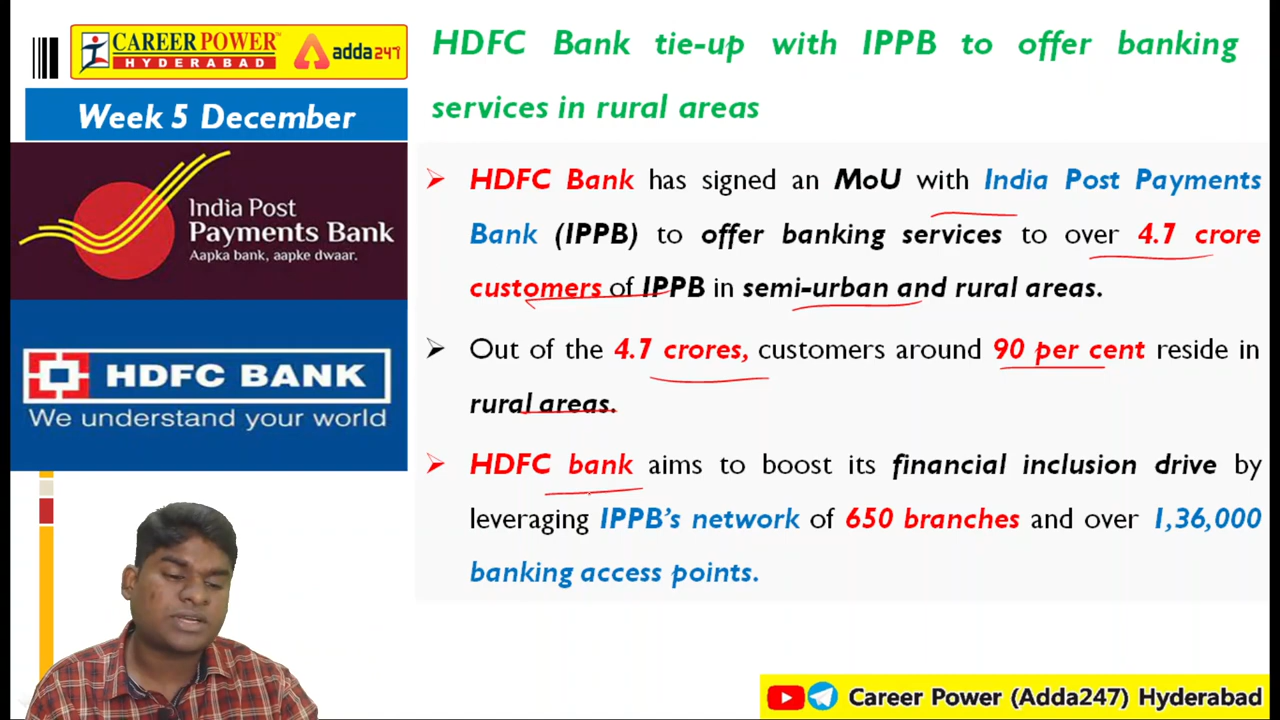 CAREER POWER
HYDERABAD
adda247
Week 5 December
India Post
Payments Bank
Aapka bank, aapke dwaar.
HDFC BANK
We understand your world
HDFC Bank tie-up with IPPB to offer banking
services in rural areas
HDFC Bank has signed an MoU with India Post Payments
Bank (IPPB) to offer banking services to over 4.7 crore
customers of IPPB in semi-urban and rural areas.
Out of the 4.7 crores, customers around 90 per cent reside in
rural areas.
HDFC bank aims to boost its financial inclusion drive by
leveraging IPPB's network of 650 branches and over 1,36,000
banking access points.
Career Power (Adda247) Hyderabad